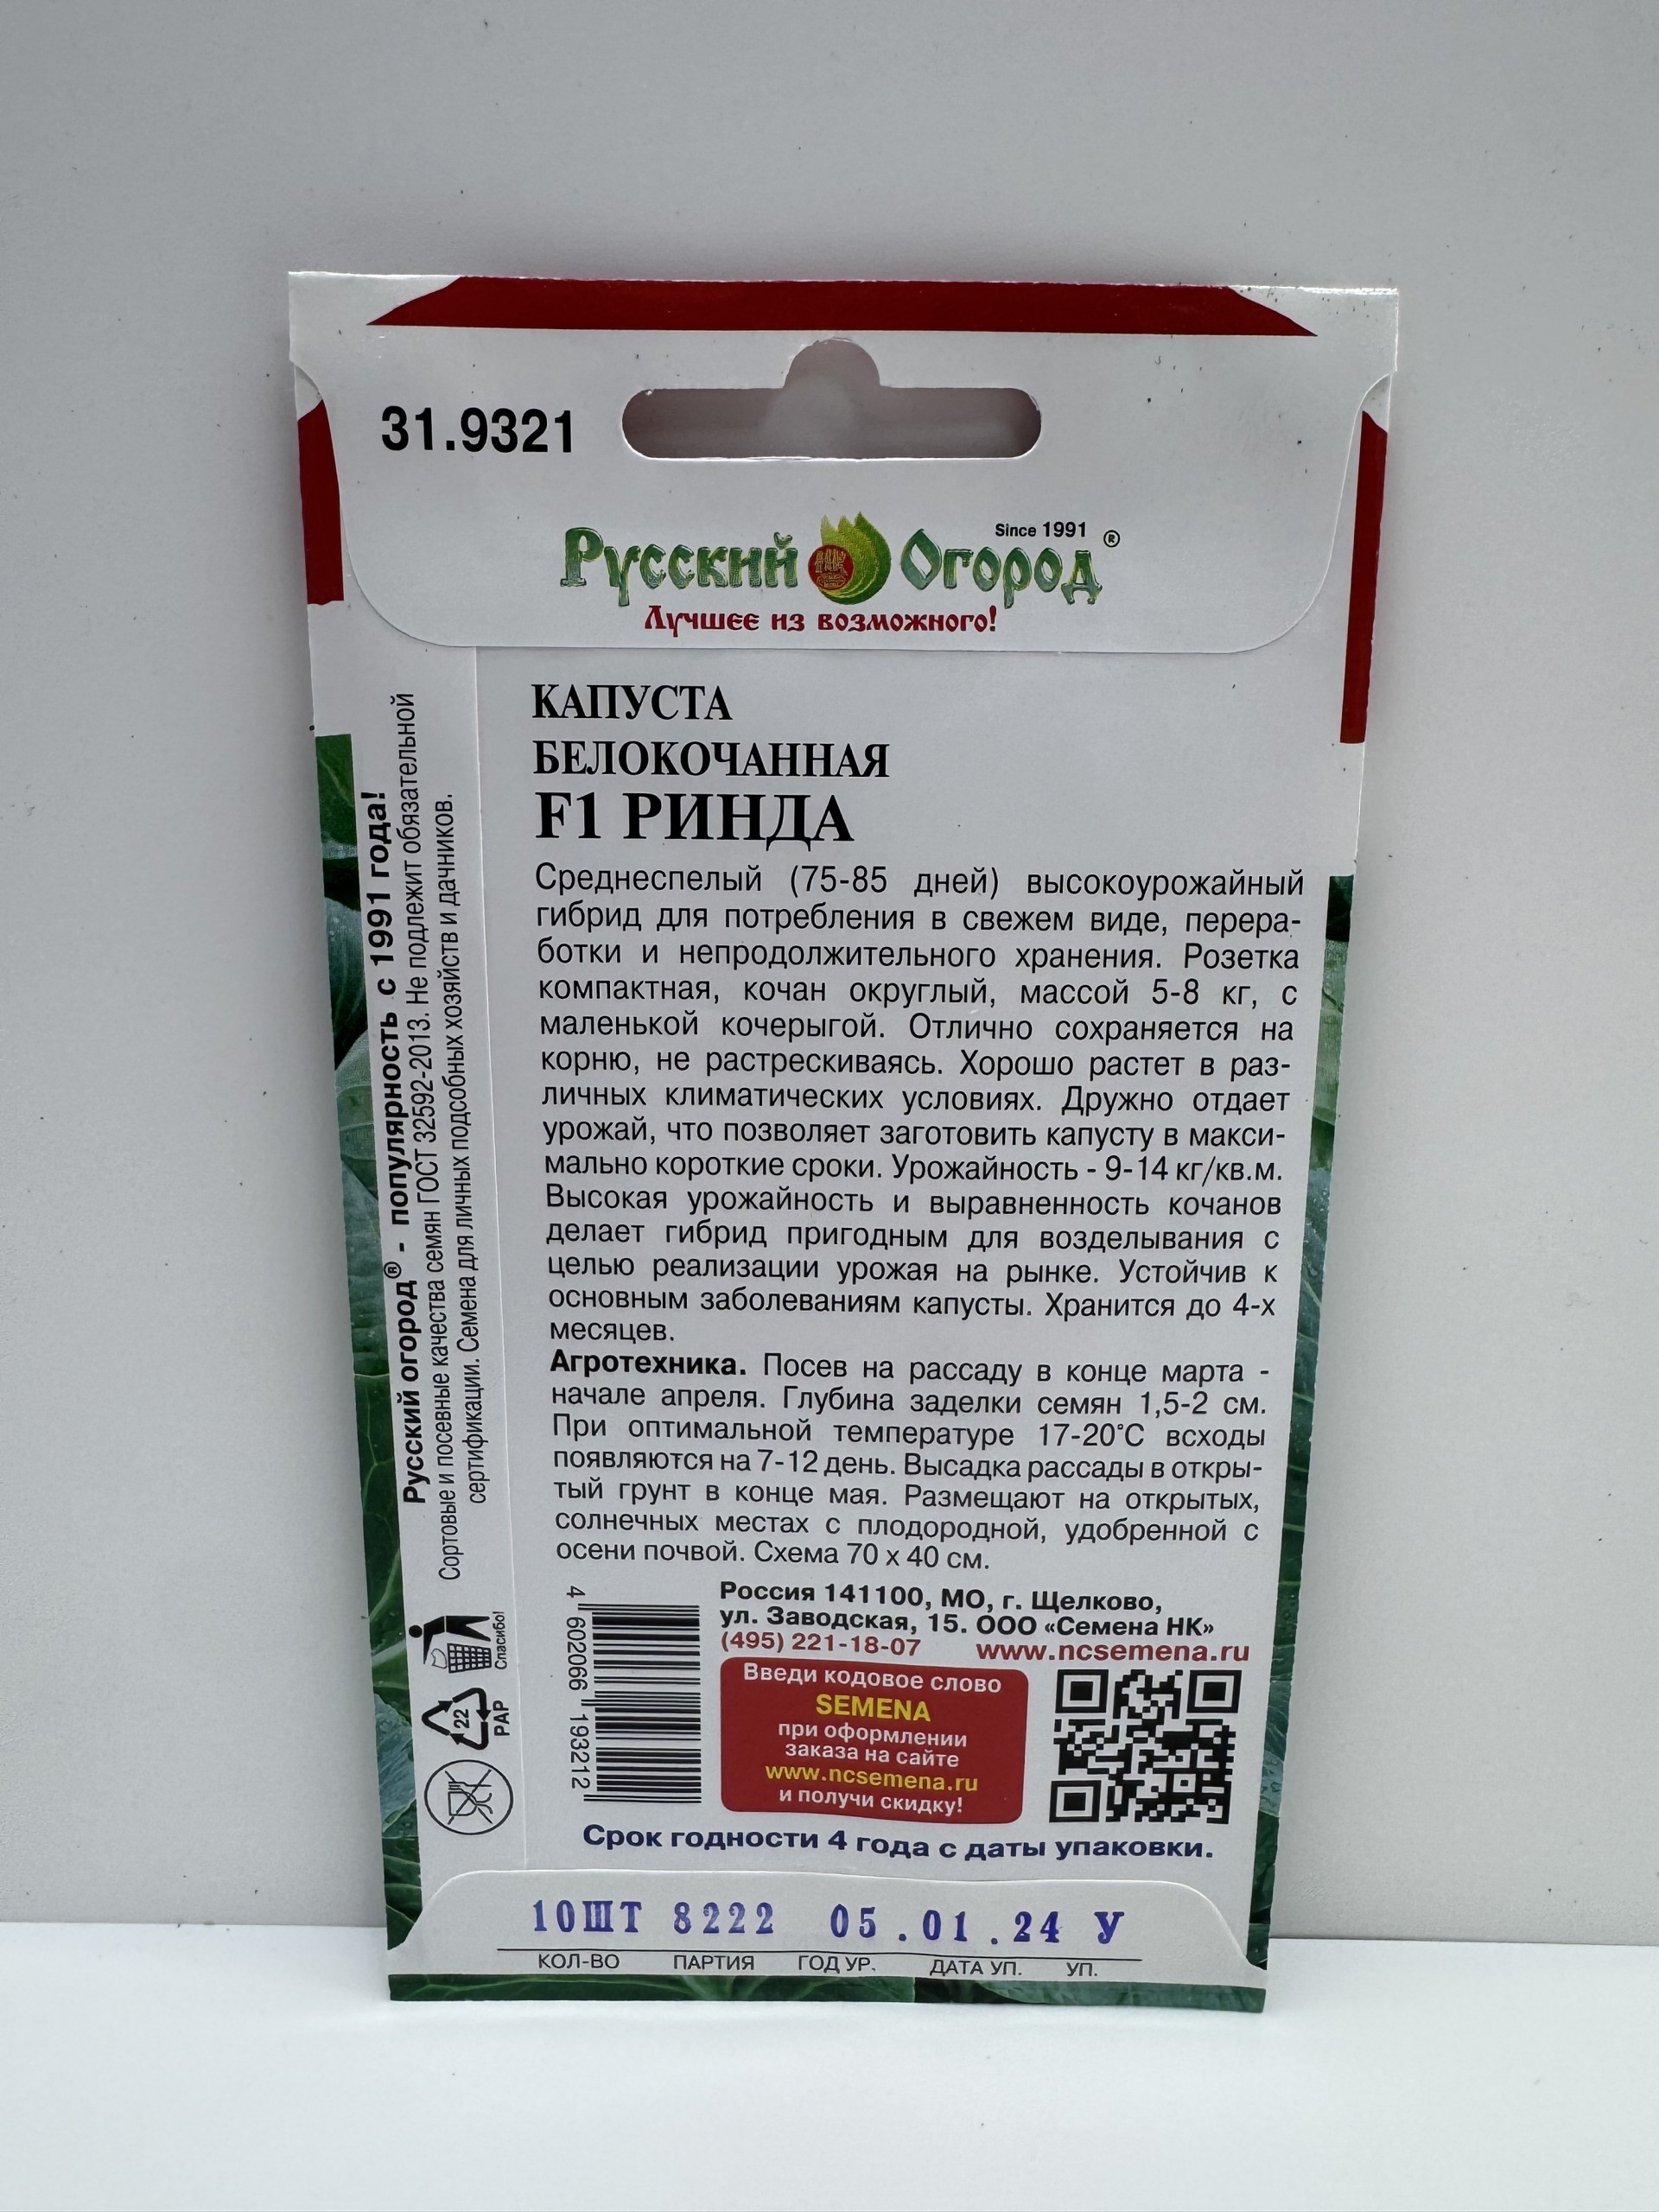 31.9321
Since 1991
Русский Огород ®
Лучшее из возможного!
КАПУСТА
БЕЛОКОЧАННАЯ
F1 РИНДА
Среднеспелый (75-85 дней) высокоурожайный
гибрид для потребления в свежем виде, перера-
ботки и непродолжительного хранения. Розетка
компактная, кочан округлый, массой 5-8 кг, с
маленькой кочерыгой. Отлично сохраняется на
корню, не растрескиваясь. Хорошо растет в раз-
личных климатических условиях. Дружно отдает
урожай, что позволяет заготовить капусту в макси-
мально короткие сроки. Урожайность - 9-14 кг/кв.м.
Высокая урожайность и выравненность кочанов
делает гибрид пригодным для возделывания с
целью реализации урожая на рынке. Устойчив к
основным заболеваниям капусты. Хранится до 4-х
месяцев.
Агротехника. Посев на рассаду в конце марта -
начале апреля. Глубина заделки семян 1,5-2 см.
При оптимальной температуре 17-20°С всходы
появляются на 7-12 день. Высадка рассады в откры-
тый грунт в конце мая. Размещают на открытых,
солнечных местах с плодородной, удобренной с
осени почвой. Схема 70 х 40 см.
Русский огород® - популярность с 1991 года!
Сортовые и посевные качества семян ГОСТ 32592-2013. Не подлежит обязательной
сертификации. Семена для личных подсобных хозяйств и дачников.
Спасибо!
22
PAP
4 602066 193212
Россия 141100, МО, г. Щелково,
ул. Заводская, 15. ООО «Семена НК»
(495) 221-18-07 www.ncsemena.ru
Введи кодовое слово
SEMENA
при оформлении
заказа на сайте
www.ncsemena.ru
и получи скидку!
Срок годности 4 года с даты упаковки.
10ШТ 8222 05.01.24 У
КОЛ-ВО ПАРТИЯ ГОД УР. ДАТА УП. УП.